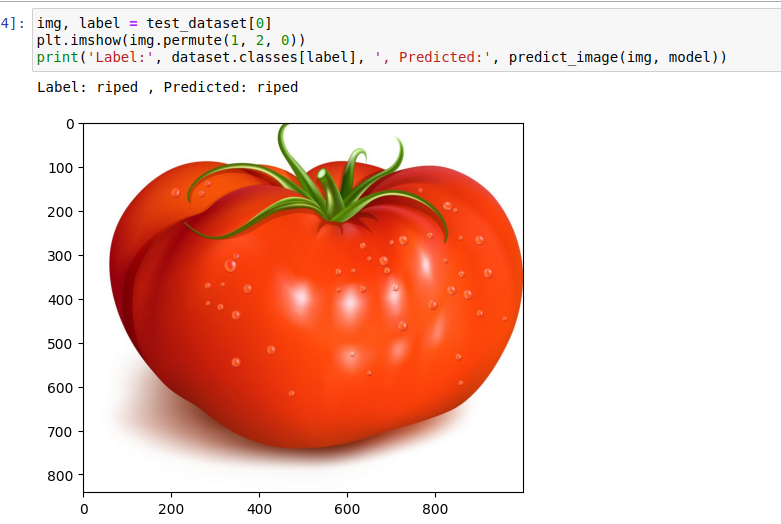 4]: img, label = test_dataset[0]
plt.imshow(img.permute(1, 2, 0))
print('Label:', dataset.classes[label], ', Predicted:', predict_image(img, model))
Label: riped , Predicted: riped
0
100
200
300
400
500
600
700
800
0 200 400 600 800